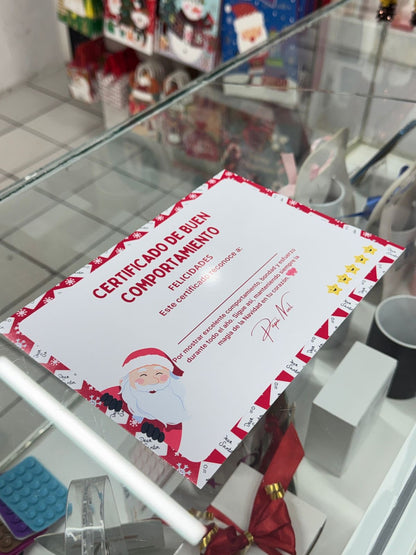 CERTIFICADO DE BUEN
COMPORTAMIENTO
FELICIDADES
Este certificado reconoce a:
Por mostrar excelente comportamiento, bondad y esfuerzo
durante todo el año. Sigue así, manteniendo siempre la
magia de la Navidad en tu corazón.
Papá Noel